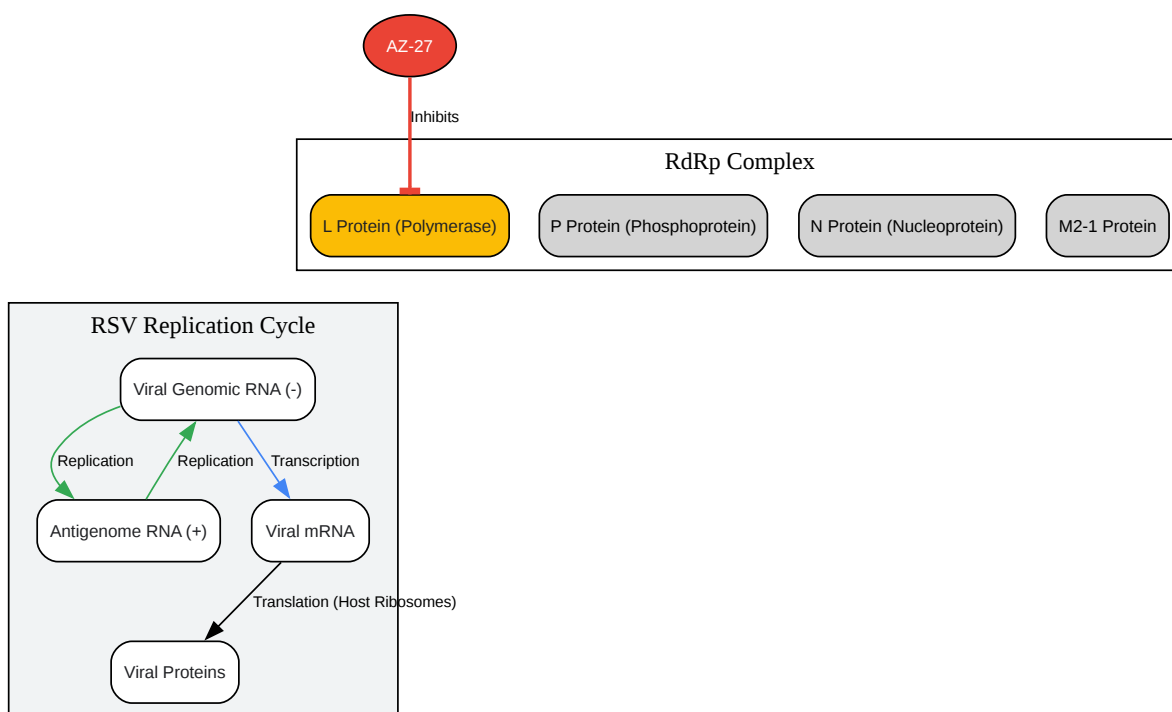 AZ-27
Inhibits
RdRp Complex
L Protein (Polymerase)
P Protein (Phosphoprotein)
N Protein (Nucleoprotein)
M2-1 Protein
RSV Replication Cycle
Viral Genomic RNA (-)
Replication
Replication
Transcription
Antigenome RNA (+)
Viral mRNA
Translation (Host Ribosomes)
Viral Proteins